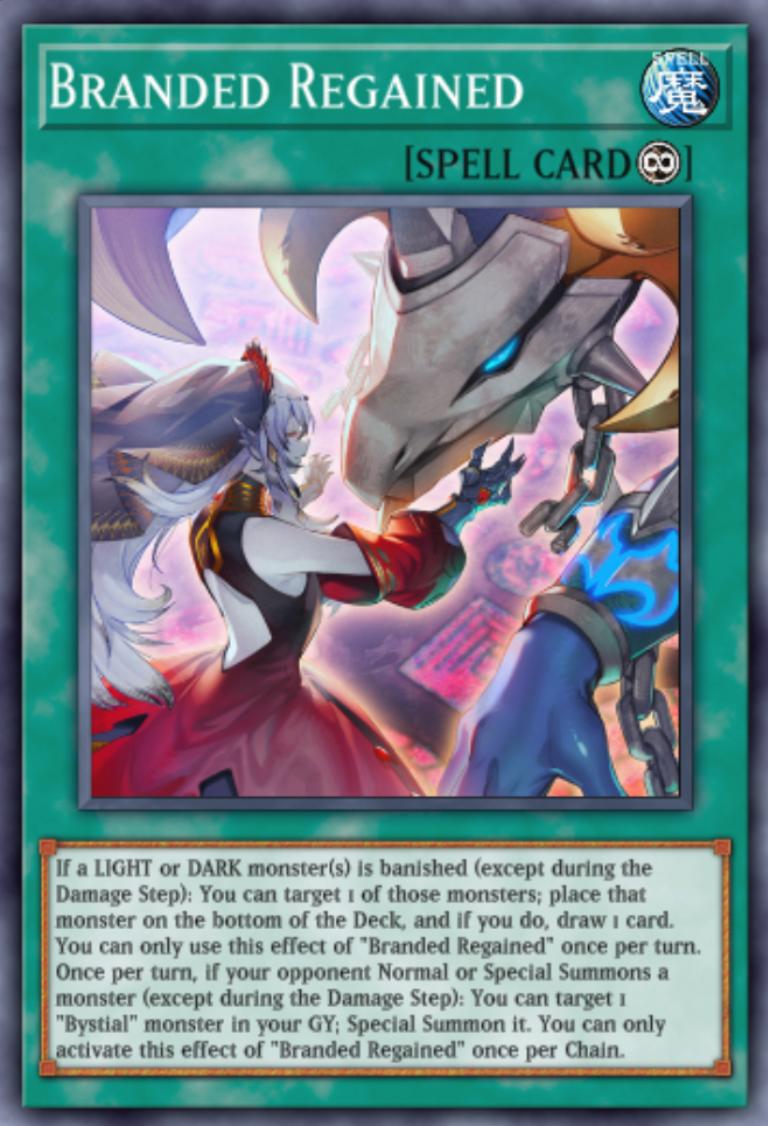 BRANDED REGAINED
SPELL
魔
[SPELL CARD∞]
If a LIGHT or DARK monster(s) is banished (except during the
Damage Step): You can target 1 of those monsters; place that
monster on the bottom of the Deck, and if you do, draw 1 card.
You can only use this effect of "Branded Regained" once per turn.
Once per turn, if your opponent Normal or Special Summons a
monster (except during the Damage Step): You can target 1
"Bystial" monster in your GY; Special Summon it. You can only
activate this effect of "Branded Regained" once per Chain.